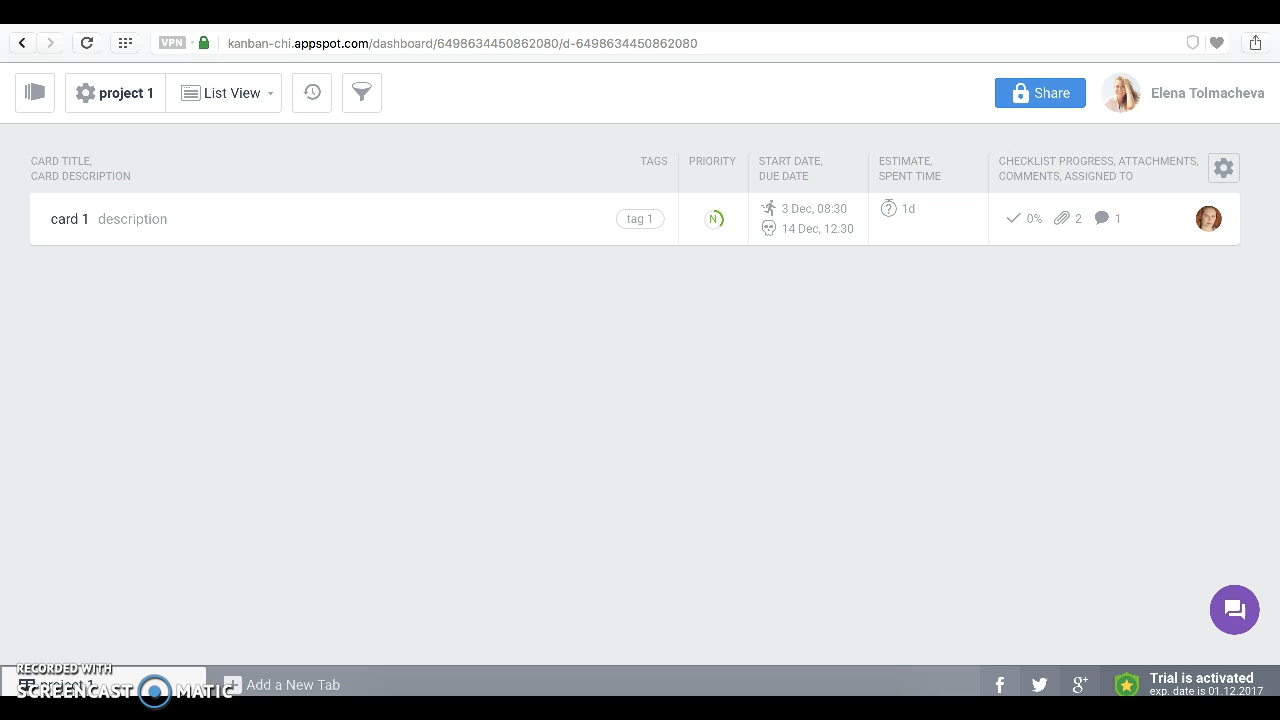 VPN
kanban-chi.appspot.com/dashboard/6498634450862080/d-6498634450862080
project 1
List View
Share
Elena Tolmacheva
CARD TITLE,
CARD DESCRIPTION
TAGS
PRIORITY
START DATE,
DUE DATE
ESTIMATE,
SPENT TIME
CHECKLIST PROGRESS, ATTACHMENTS,
COMMENTS, ASSIGNED TO
card 1 description
tag 1
N
3 Dec, 08:30
14 Dec, 12:30
1d
0%
2
1
RECORDED WITH
SCREENCAST MATIC
project 1
Add a New Tab
f
g+
Trial is activated
exp. date is 01.12.2017